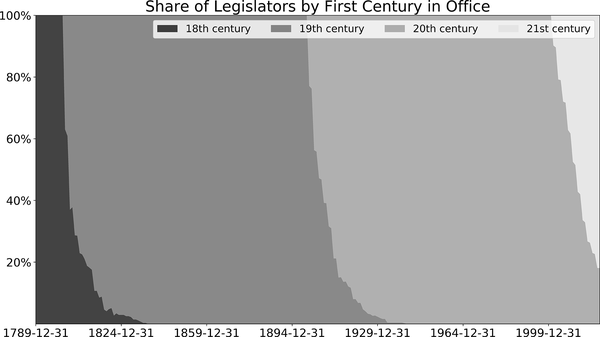 Share of Legislators by First Century in Office
18th century 19th century 20th century 21st century
100%
80%
60%
40%
20%
1789-12-31 1824-12-31 1859-12-31 1894-12-31 1929-12-31 1964-12-31 1999-12-31